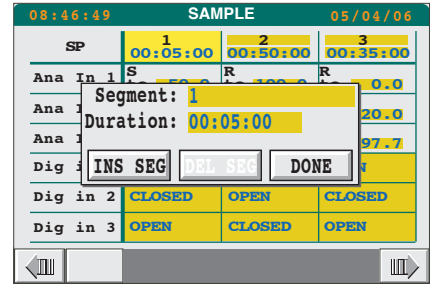 08:46:49 SAMPLE 05/04/06
SP 1 2 3
00:05:00 00:50:00 00:35:00
Ana In 1 S R R
0.0
Segment: 1
Ana 20.0
Duration: 00:05:00
Ana 97.7
Dig INS SEG DEL SEG DONE
Dig in 2 CLOSED OPEN CLOSED
Dig in 3 OPEN CLOSED OPEN